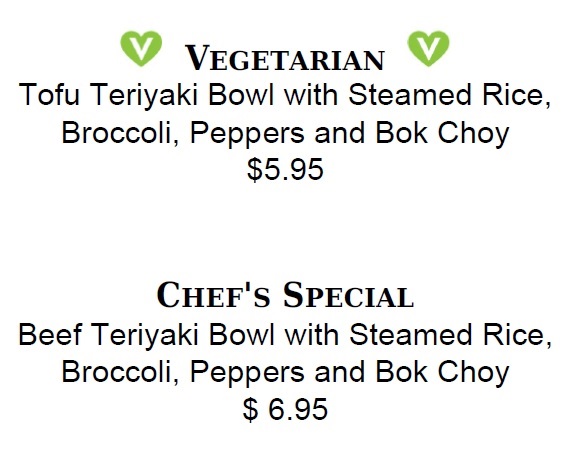 V VEGETARIAN V
Tofu Teriyaki Bowl with Steamed Rice,
Broccoli, Peppers and Bok Choy
$5.95
CHEF'S SPECIAL
Beef Teriyaki Bowl with Steamed Rice,
Broccoli, Peppers and Bok Choy
$ 6.95